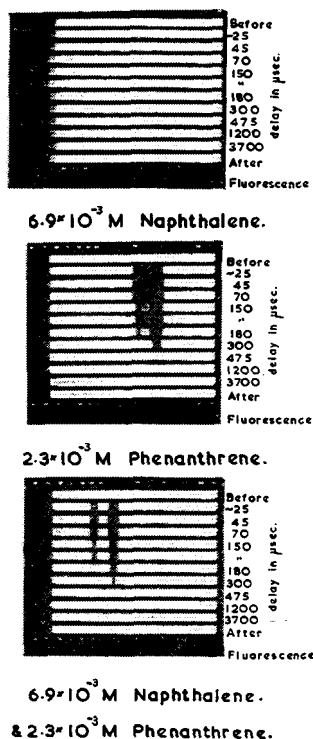 Before
~25
45
70
150
"
180
300
475
1200
3700
After
Fluorescence
delay in µsec.
6.9×10⁻³ M Naphthalene.
Before
~25
45
70
150
"
180
300
475
1200
3700
After
Fluorescence
delay in µsec.
2.3×10⁻³ M Phenanthrene.
Before
~25
45
70
150
"
180
300
475
1200
3700
After
Fluorescence
delay in µsec.
6.9×10⁻³ M Naphthalene.
& 2.3×10⁻³ M Phenanthrene.